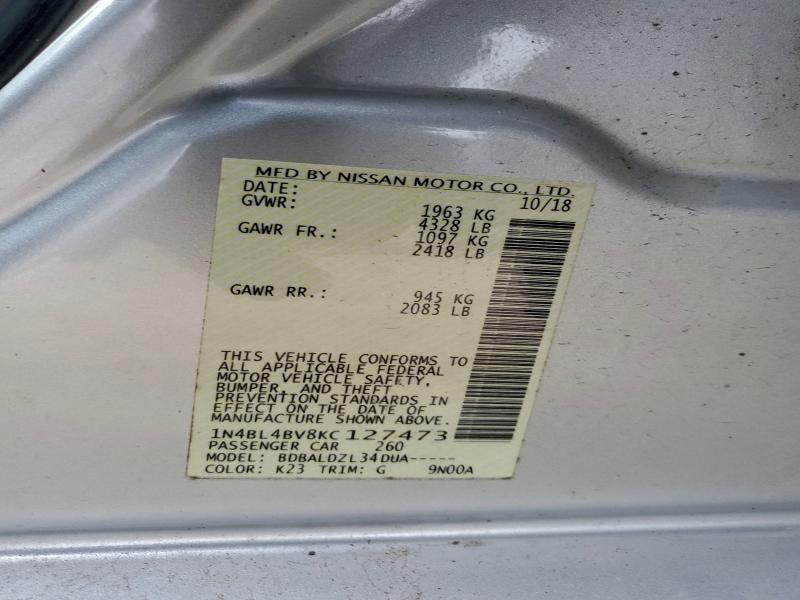 MFD BY NISSAN MOTOR CO., LTD.
DATE: 10/18
GVWR: 1963 KG
4328 LB
GAWR FR.: 1097 KG
2418 LB
GAWR RR.: 945 KG
2083 LB
THIS VEHICLE CONFORMS TO
ALL APPLICABLE FEDERAL
MOTOR VEHICLE SAFETY,
BUMPER, AND THEFT
PREVENTION STANDARDS IN
EFFECT ON THE DATE OF
MANUFACTURE SHOWN ABOVE.
1N4BL4BV8KC127473
PASSENGER CAR 260
MODEL: BDBALDZL34DUA-----
COLOR: K23 TRIM: G 9N00A